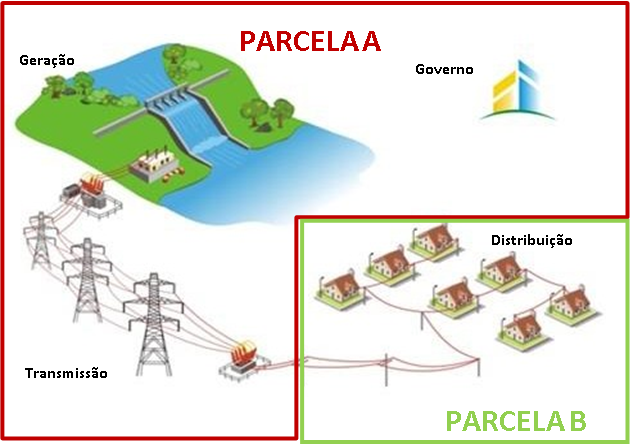 PARCELA A
Geração
Governo
Distribuição
Transmissão
PARCELA B